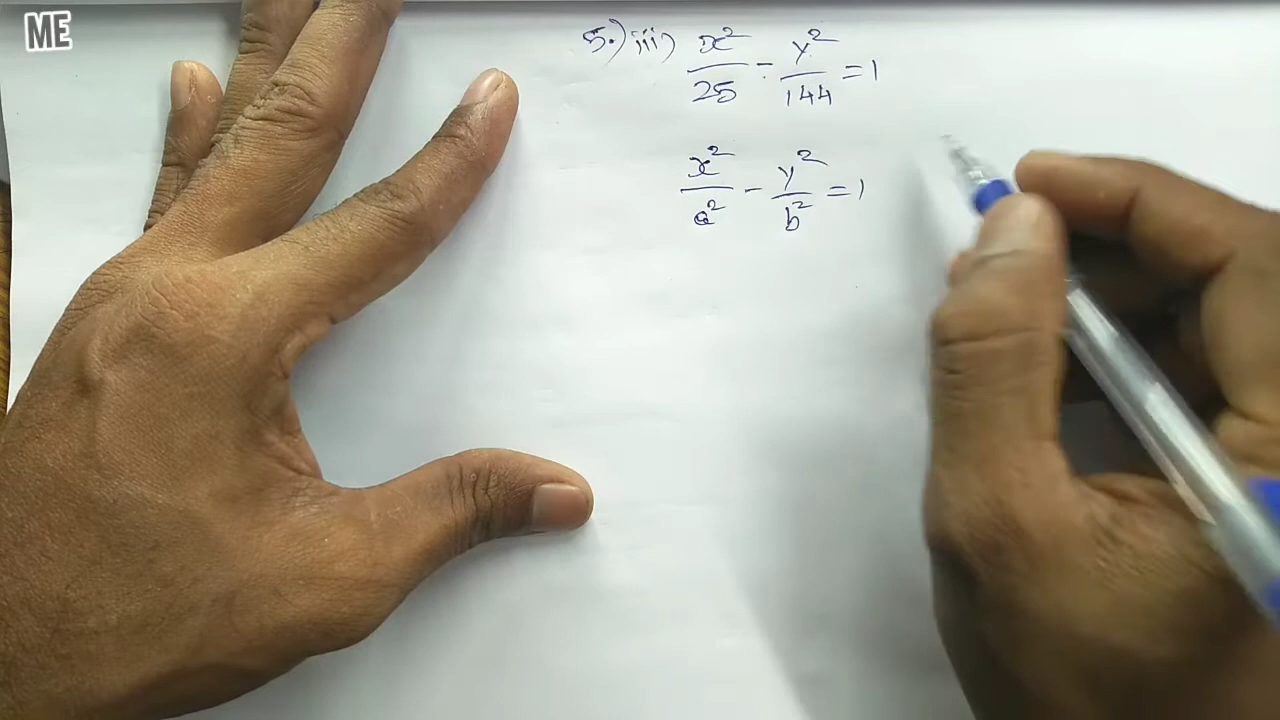 ME
5.) iii) x²/25 - y²/144 = 1
x²/a² - y²/b² = 1